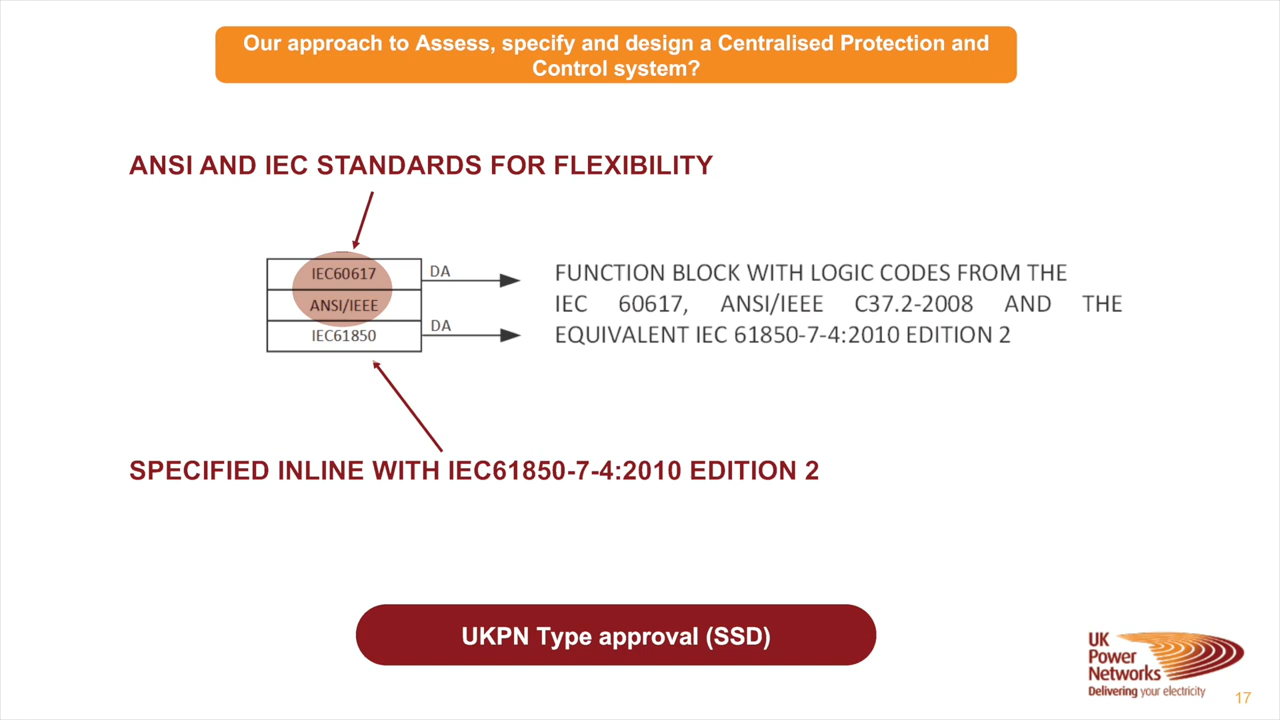 Our approach to Assess, specify and design a Centralised Protection and
Control system?
ANSI AND IEC STANDARDS FOR FLEXIBILITY
IEC60617
ANSI/IEEE
IEC61850
DA
DA
FUNCTION BLOCK WITH LOGIC CODES FROM THE
IEC 60617, ANSI/IEEE C37.2-2008 AND THE
EQUIVALENT IEC 61850-7-4:2010 EDITION 2
SPECIFIED INLINE WITH IEC61850-7-4:2010 EDITION 2
UKPN Type approval (SSD)
UK
Power
Networks
Delivering your electricity
17